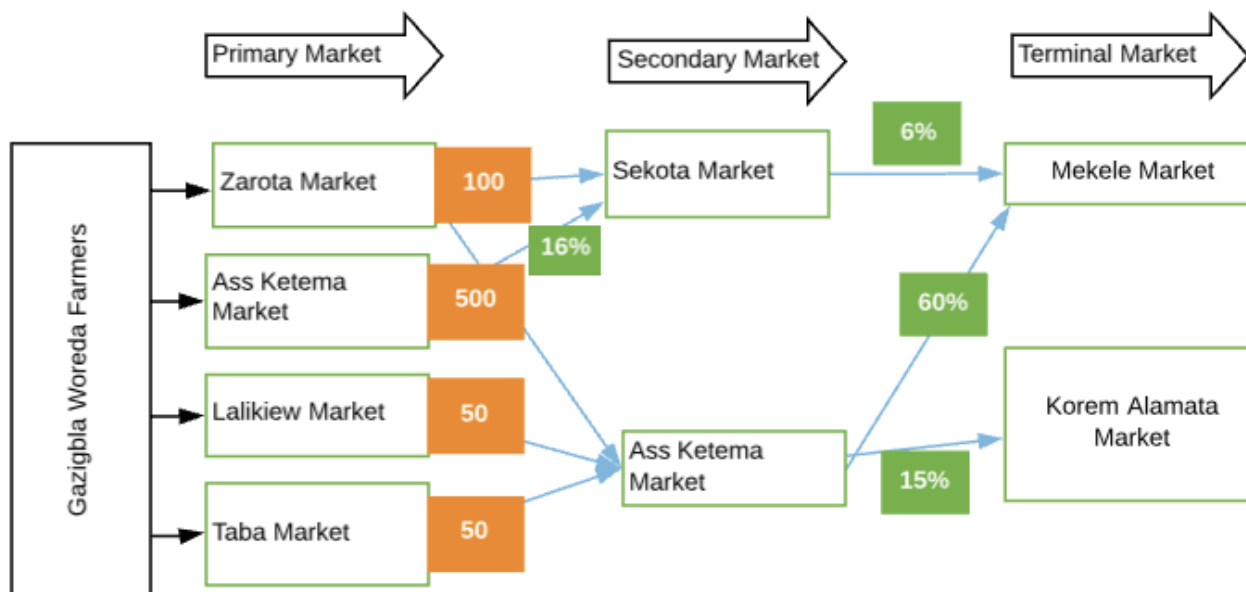 Primary Market
Secondary Market
Terminal Market
Gazigbla Woreda Farmers
Zarota Market
100
Sekota Market
6%
Mekele Market
16%
Ass Ketema
Market
500
60%
Lalikiew Market
50
Korem Alamata
Market
Ass Ketema
Market
15%
Taba Market
50